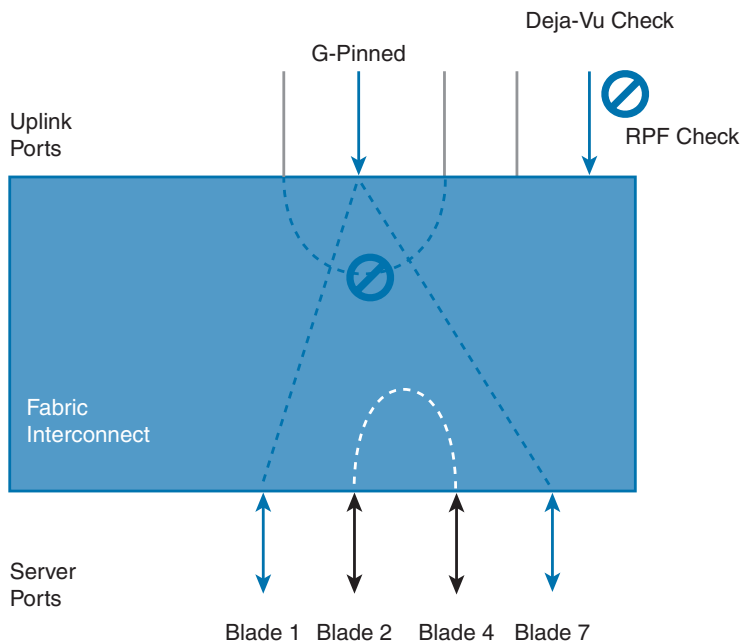 Deja-Vu Check
G-Pinned
Uplink
Ports
RPF Check
Fabric
Interconnect
Server
Ports
Blade 1 Blade 2 Blade 4 Blade 7